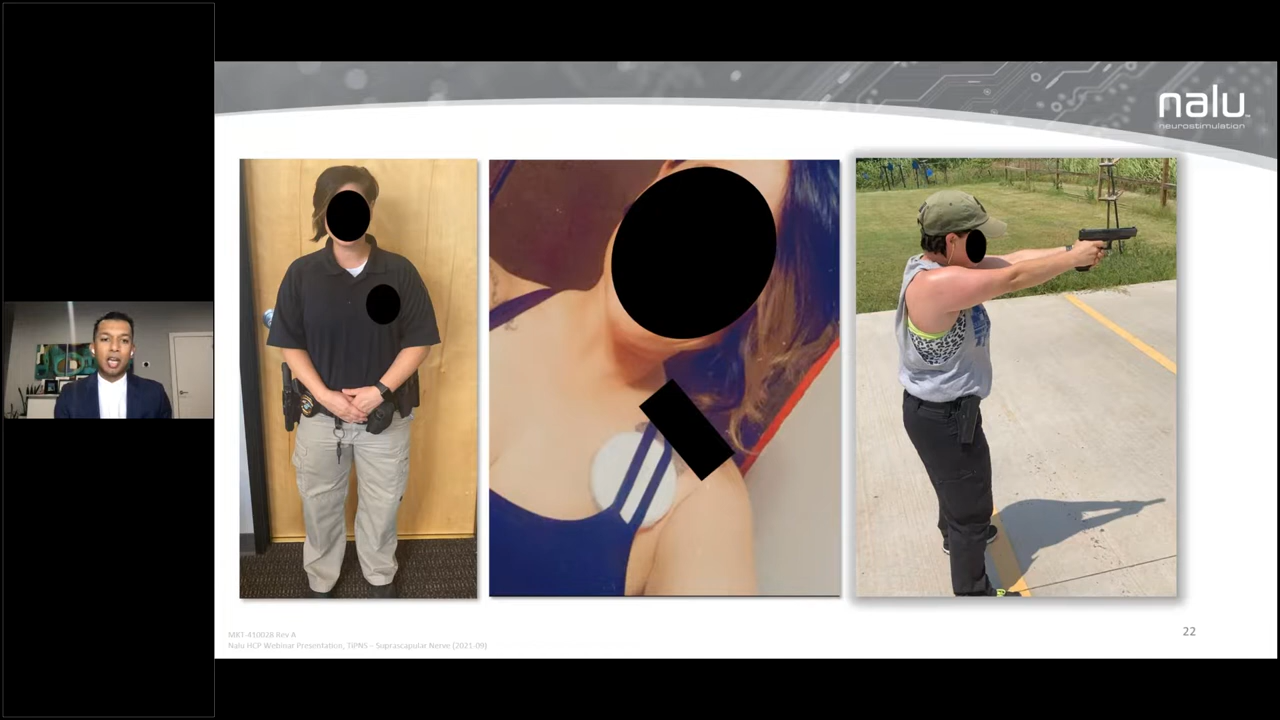 nalu
neurostimulation
MKT-410028 Rev A
Nalu HCP Webinar Presentation, TiPNS – Suprascapular Nerve (2021-09)
22